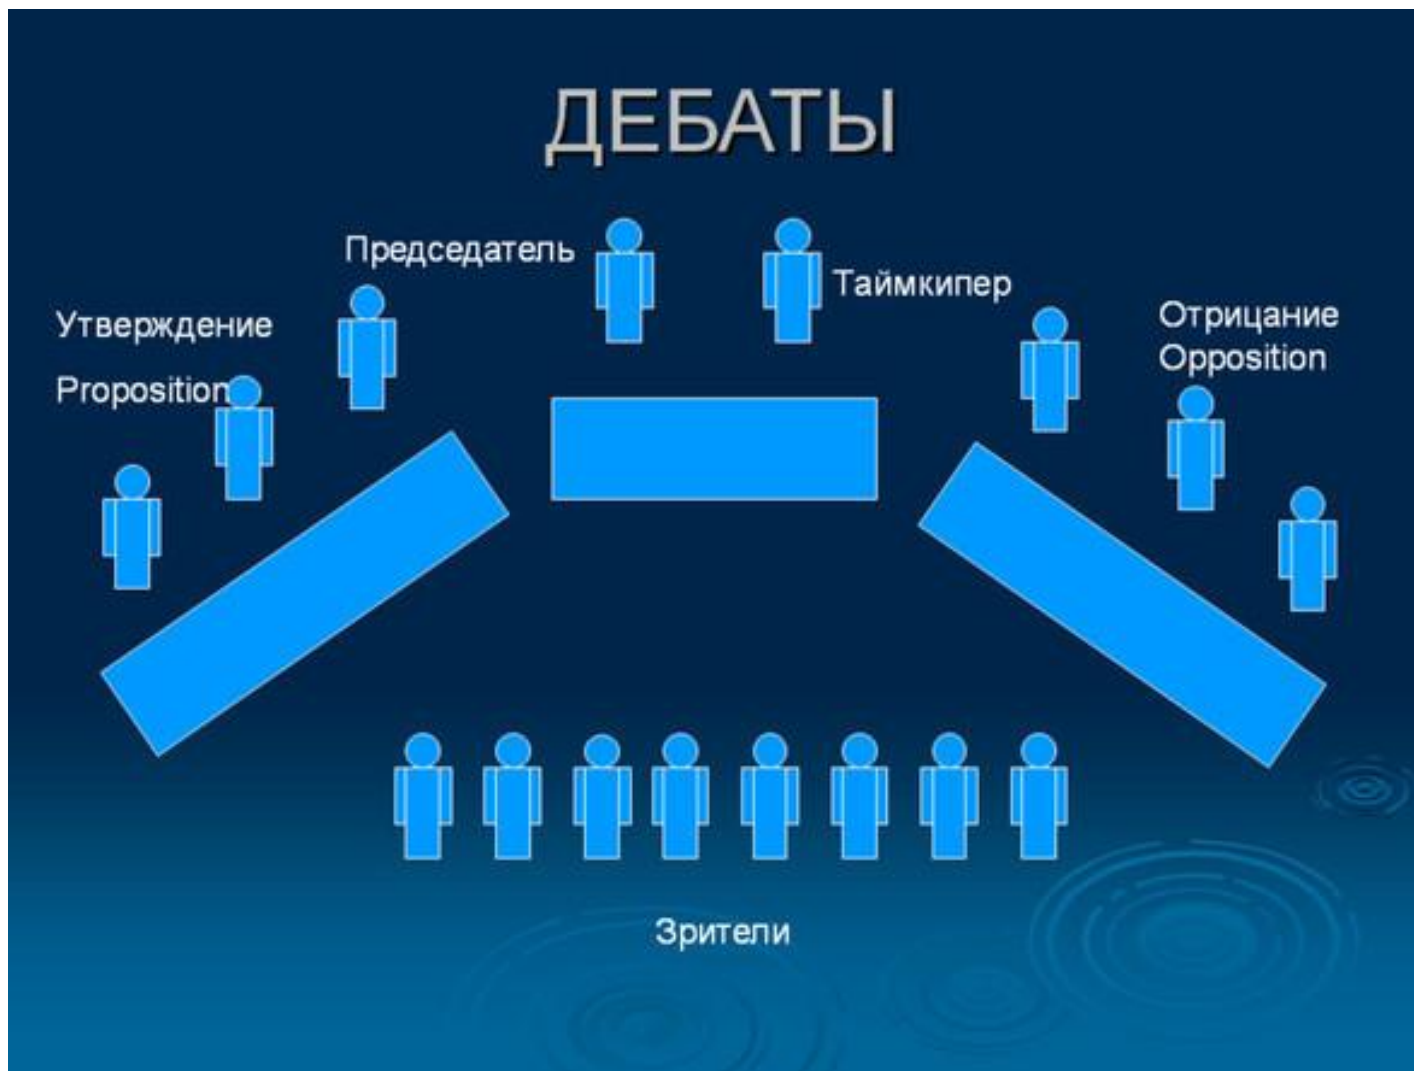 ДЕБАТЫ
Председатель
Таймкипер
Утверждение
Proposition
Отрицание
Opposition
Зрители